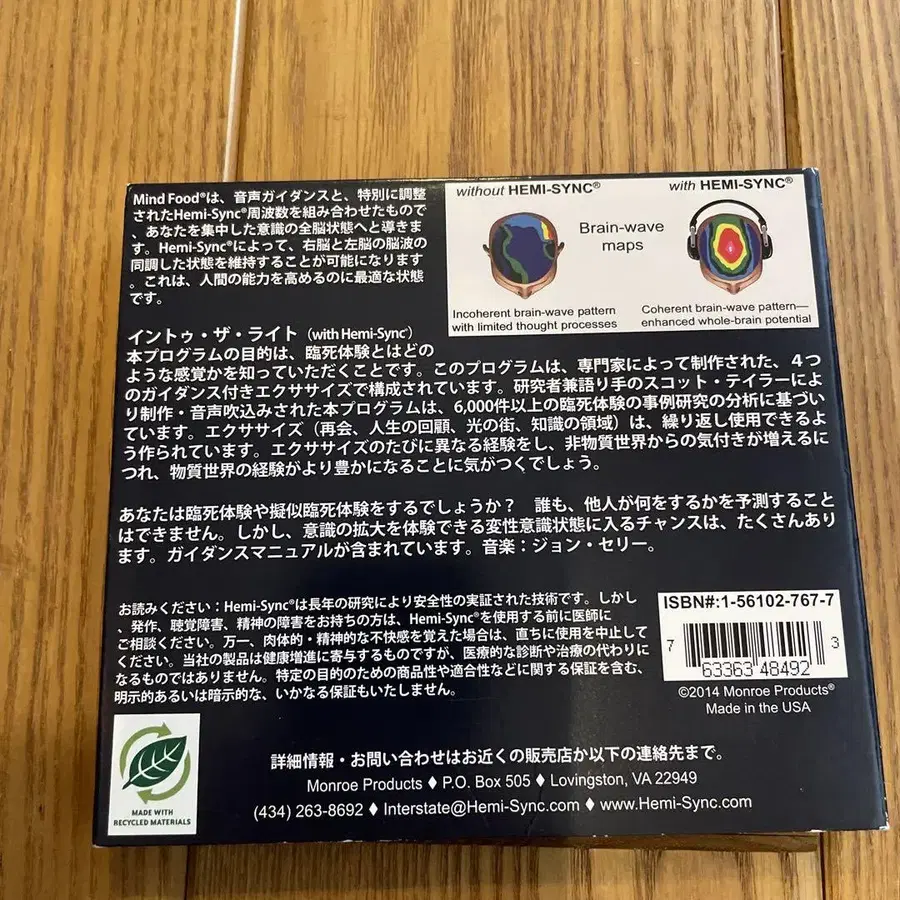 Mind Food®は、音声ガイダンスと、特別に調整
されたHemi-Sync®周波数を組み合わせたもので
、あなたを集中した意識の全脳状態へと導きま
す。Hemi-Sync®によって、右脳と左脳の脳波の
同調した状態を維持することが可能になります
。これは、人間の能力を高めるのに最適な状態
です。
without HEMI-SYNC®
with HEMI-SYNC®
Brain-wave
maps
Incoherent brain-wave pattern
with limited thought processes
Coherent brain-wave pattern—
enhanced whole-brain potential
イントゥ・ザ・ライト（with Hemi-Sync®）
本プログラムの目的は、臨死体験とはどの
ような感覚かを知っていただくことです。このプログラムは、専門家によって制作された、４つ
のガイダンス付きエクササイズで構成されています。研究者兼語り手のスコット・テイラーによ
り制作・音声吹込みされた本プログラムは、6,000件以上の臨死体験の事例研究の分析に基づい
ています。エクササイズ（再会、人生の回顧、光の街、知識の領域）は、繰り返し使用できるよ
う作られています。エクササイズのたびに異なる経験をし、非物質世界からの気付きが増えるに
つれ、物質世界の経験がより豊かになることに気がつくでしょう。
あなたは臨死体験や擬似臨死体験をするでしょうか？　誰も、他人が何をするかを予測すること
はできません。しかし、意識の拡大を体験できる変性意識状態に入るチャンスは、たくさんあり
ます。ガイダンスマニュアルが含まれています。音楽：ジョン・セリー。
お読みください：Hemi-Sync®は長年の研究により安全性の実証された技術です。しかし
、発作、聴覚障害、精神の障害をお持ちの方は、Hemi-Sync®を使用する前に医師に
ご相談ください。万一、肉体的・精神的な不快感を覚えた場合は、直ちに使用を中止して
ください。当社の製品は健康増進に寄与するものですが、医療的な診断や治療の代わりに
なるものではありません。特定の目的のための商品性や適合性などに関する保証を含む、
明示的あるいは暗示的な、いかなる保証もいたしません。
ISBN#:1-56102-767-7
7 63363 48492 3
©2014 Monroe Products®
Made in the USA
MADE WITH
RECYCLED MATERIALS
詳細情報・お問い合わせはお近くの販売店か以下の連絡先まで。
Monroe Products ♦ P.O. Box 505 ♦ Lovingston, VA 22949
(434) 263-8692 ♦ Interstate@Hemi-Sync.com ♦ www.Hemi-Sync.com